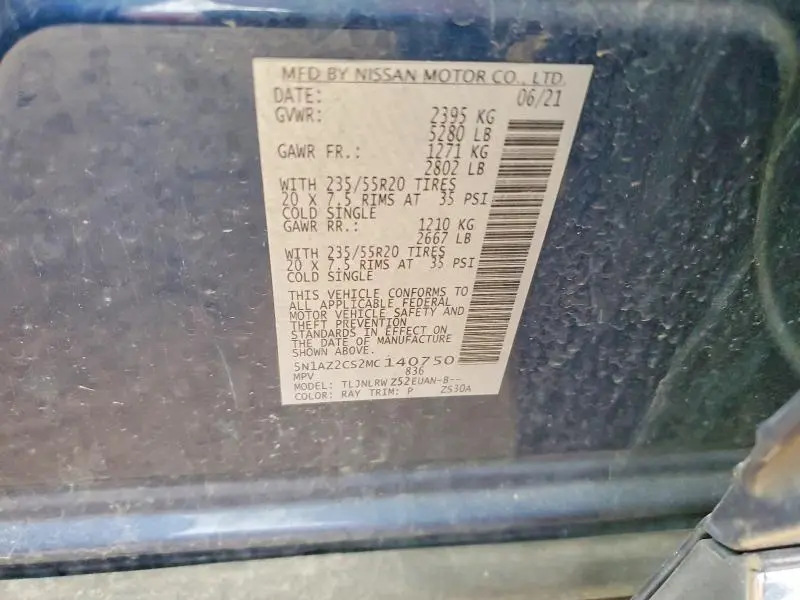 MFD BY NISSAN MOTOR CO., LTD.
DATE: 06/21
GVWR: 2395 KG
5280 LB
GAWR FR.: 1271 KG
2802 LB
WITH 235/55R20 TIRES
20 X 7.5 RIMS AT 35 PSI
COLD SINGLE
GAWR RR.: 1210 KG
2667 LB
WITH 235/55R20 TIRES
20 X 7.5 RIMS AT 35 PSI
COLD SINGLE
THIS VEHICLE CONFORMS TO
ALL APPLICABLE FEDERAL
MOTOR VEHICLE SAFETY AND
THEFT PREVENTION
STANDARDS IN EFFECT ON
THE DATE OF MANUFACTURE
SHOWN ABOVE.
5N1AZ2CS2MC140750
MPV 836
MODEL: TLJNLRW Z52EUAN-B--
COLOR: RAY TRIM: P ZS30A